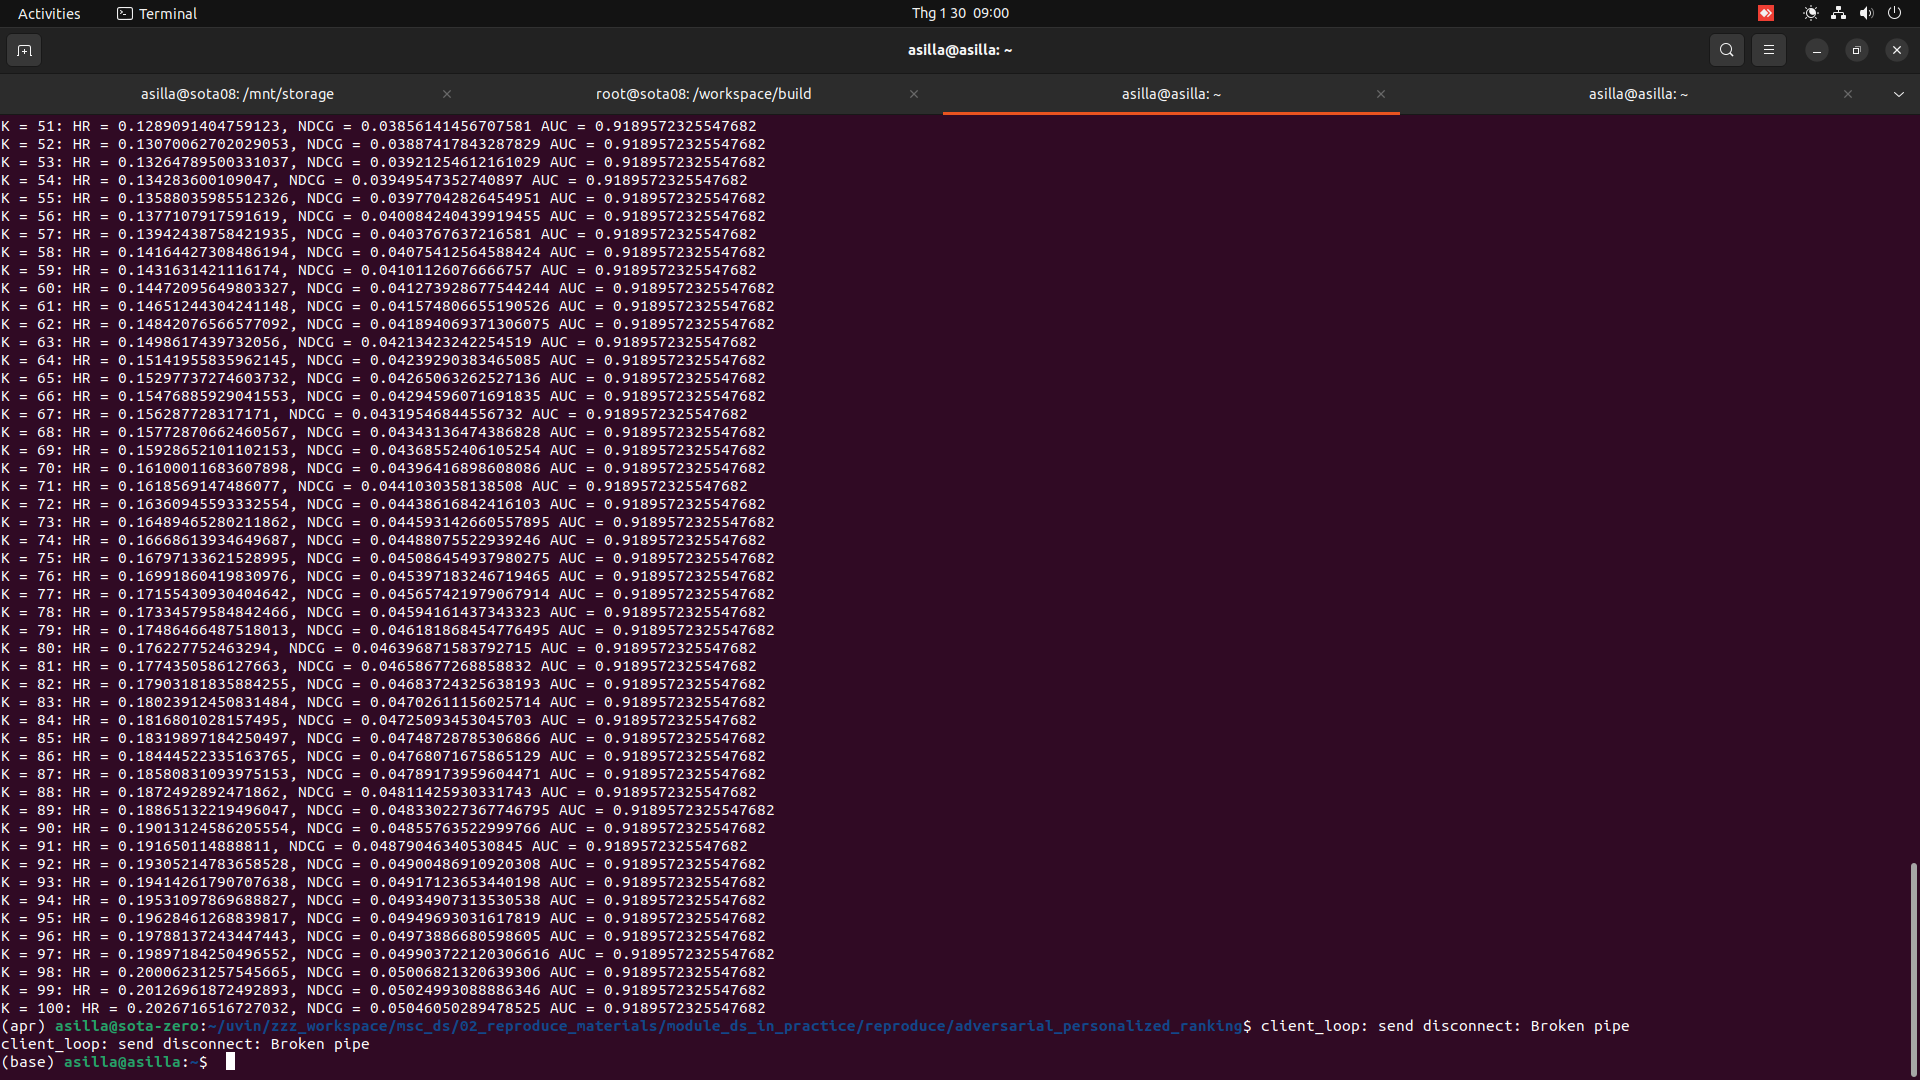 Activities
Terminal
Thg 1 30 09:00
asilla@asilla: ~
asilla@sota08: /mnt/storage
root@sota08: /workspace/build
asilla@asilla: ~
asilla@asilla: ~
K = 51: HR = 0.1289091404759123, NDCG = 0.03856141456707581 AUC = 0.9189572325547682
K = 52: HR = 0.13070062702029053, NDCG = 0.03887417843287829 AUC = 0.9189572325547682
K = 53: HR = 0.13264789500331037, NDCG = 0.03921254612161029 AUC = 0.9189572325547682
K = 54: HR = 0.134283600109047, NDCG = 0.03949547352740897 AUC = 0.9189572325547682
K = 55: HR = 0.13588035985512326, NDCG = 0.03977042826454951 AUC = 0.9189572325547682
K = 56: HR = 0.1377107917591619, NDCG = 0.040084240439919455 AUC = 0.9189572325547682
K = 57: HR = 0.13942438758421935, NDCG = 0.0403767637216581 AUC = 0.9189572325547682
K = 58: HR = 0.14164427308486194, NDCG = 0.04075412564588424 AUC = 0.9189572325547682
K = 59: HR = 0.1431631421116174, NDCG = 0.04101126076666757 AUC = 0.9189572325547682
K = 60: HR = 0.14472095649803327, NDCG = 0.041273928677544244 AUC = 0.9189572325547682
K = 61: HR = 0.14651244304241148, NDCG = 0.041574806655190526 AUC = 0.9189572325547682
K = 62: HR = 0.14842076566577092, NDCG = 0.041894069371306075 AUC = 0.9189572325547682
K = 63: HR = 0.1498617439732056, NDCG = 0.04213423242254519 AUC = 0.9189572325547682
K = 64: HR = 0.15141955835962145, NDCG = 0.04239290383465085 AUC = 0.9189572325547682
K = 65: HR = 0.15297737274603732, NDCG = 0.04265063262527136 AUC = 0.9189572325547682
K = 66: HR = 0.15476885929041553, NDCG = 0.04294596071691835 AUC = 0.9189572325547682
K = 67: HR = 0.156287728317171, NDCG = 0.04319546844556732 AUC = 0.9189572325547682
K = 68: HR = 0.15772870662460567, NDCG = 0.04343136474386828 AUC = 0.9189572325547682
K = 69: HR = 0.15928652101102153, NDCG = 0.04368552406105254 AUC = 0.9189572325547682
K = 70: HR = 0.16100011683607898, NDCG = 0.04396416898608086 AUC = 0.9189572325547682
K = 71: HR = 0.1618569147486077, NDCG = 0.0441030358138508 AUC = 0.9189572325547682
K = 72: HR = 0.16360945593332554, NDCG = 0.04438616842416103 AUC = 0.9189572325547682
K = 73: HR = 0.16489465280211862, NDCG = 0.044593142660557895 AUC = 0.9189572325547682
K = 74: HR = 0.16668613934649687, NDCG = 0.04488075522939246 AUC = 0.9189572325547682
K = 75: HR = 0.16797133621528995, NDCG = 0.045086454937980275 AUC = 0.9189572325547682
K = 76: HR = 0.16991860419830976, NDCG = 0.045397183246719465 AUC = 0.9189572325547682
K = 77: HR = 0.17155430930404642, NDCG = 0.045657421979067914 AUC = 0.9189572325547682
K = 78: HR = 0.17334579584842466, NDCG = 0.04594161437343323 AUC = 0.9189572325547682
K = 79: HR = 0.17486466487518013, NDCG = 0.046181868454776495 AUC = 0.9189572325547682
K = 80: HR = 0.176227752463294, NDCG = 0.046396871583792715 AUC = 0.9189572325547682
K = 81: HR = 0.1774350586127663, NDCG = 0.04658677268858832 AUC = 0.9189572325547682
K = 82: HR = 0.17903181835884255, NDCG = 0.04683724325638193 AUC = 0.9189572325547682
K = 83: HR = 0.18023912450831484, NDCG = 0.04702611156025714 AUC = 0.9189572325547682
K = 84: HR = 0.1816801028157495, NDCG = 0.04725093453045703 AUC = 0.9189572325547682
K = 85: HR = 0.18319897184250497, NDCG = 0.04748728785306866 AUC = 0.9189572325547682
K = 86: HR = 0.18444522335163765, NDCG = 0.04768071675865129 AUC = 0.9189572325547682
K = 87: HR = 0.18580831093975153, NDCG = 0.04789173959604471 AUC = 0.9189572325547682
K = 88: HR = 0.1872492892471862, NDCG = 0.04811425930331743 AUC = 0.9189572325547682
K = 89: HR = 0.18865132219496047, NDCG = 0.048330227367746795 AUC = 0.9189572325547682
K = 90: HR = 0.19013124586205554, NDCG = 0.04855763522999766 AUC = 0.9189572325547682
K = 91: HR = 0.191650114888811, NDCG = 0.04879046340530845 AUC = 0.9189572325547682
K = 92: HR = 0.19305214783658528, NDCG = 0.04900486910920308 AUC = 0.9189572325547682
K = 93: HR = 0.19414261790707638, NDCG = 0.04917123653440198 AUC = 0.9189572325547682
K = 94: HR = 0.19531097869688827, NDCG = 0.04934907313530538 AUC = 0.9189572325547682
K = 95: HR = 0.19628461268839817, NDCG = 0.04949693031617819 AUC = 0.9189572325547682
K = 96: HR = 0.19788137243447443, NDCG = 0.04973886680598605 AUC = 0.9189572325547682
K = 97: HR = 0.19897184250496552, NDCG = 0.049903722120306616 AUC = 0.9189572325547682
K = 98: HR = 0.20006231257545665, NDCG = 0.05006821320639306 AUC = 0.9189572325547682
K = 99: HR = 0.20126961872492893, NDCG = 0.05024993088886346 AUC = 0.9189572325547682
K = 100: HR = 0.2026716516727032, NDCG = 0.05046050289478525 AUC = 0.9189572325547682
(apr) asilla@sota-zero:~/uvin/zzz_workspace/msc_ds/02_reproduce_materials/module_ds_in_practice/reproduce/adversarial_personalized_ranking$ client_loop: send disconnect: Broken pipe
client_loop: send disconnect: Broken pipe
(base) asilla@asilla:~$